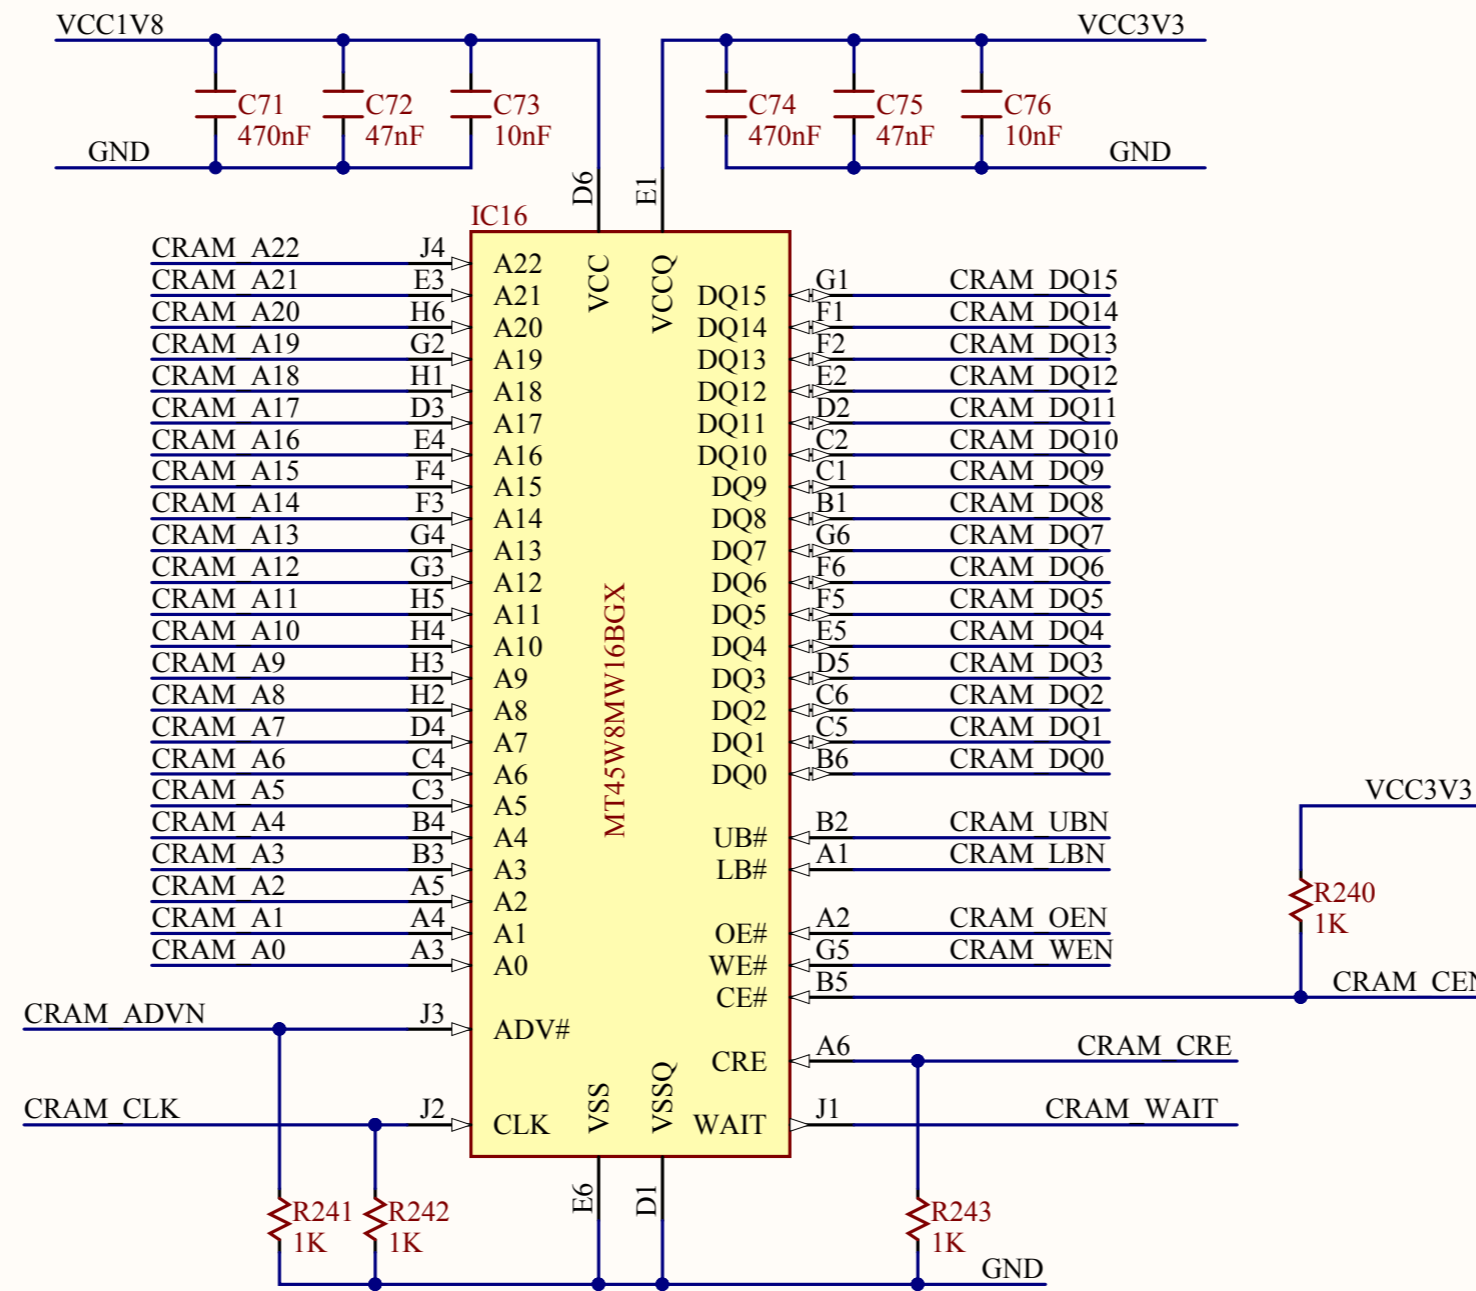 VCC1V8
VCC3V3
C71
470nF
C72
47nF
C73
10nF
C74
470nF
C75
47nF
C76
10nF
GND
GND
D6
E1
IC16
VCC
VCCQ
CRAM_A22 J4 A22
CRAM_A21 E3 A21
CRAM_A20 H6 A20
CRAM_A19 G2 A19
CRAM_A18 H1 A18
CRAM_A17 D3 A17
CRAM_A16 E4 A16
CRAM_A15 F4 A15
CRAM_A14 F3 A14
CRAM_A13 G4 A13
CRAM_A12 G3 A12
CRAM_A11 H5 A11
CRAM_A10 H4 A10
CRAM_A9 H3 A9
CRAM_A8 H2 A8
CRAM_A7 D4 A7
CRAM_A6 C4 A6
CRAM_A5 C3 A5
CRAM_A4 B4 A4
CRAM_A3 B3 A3
CRAM_A2 A5 A2
CRAM_A1 A4 A1
CRAM_A0 A3 A0
CRAM_ADVN J3 ADV#
CRAM_CLK J2 CLK
MT45W8MW16BGX
DQ15 G1 CRAM_DQ15
DQ14 F1 CRAM_DQ14
DQ13 F2 CRAM_DQ13
DQ12 E2 CRAM_DQ12
DQ11 D2 CRAM_DQ11
DQ10 C2 CRAM_DQ10
DQ9 C1 CRAM_DQ9
DQ8 B1 CRAM_DQ8
DQ7 G6 CRAM_DQ7
DQ6 F6 CRAM_DQ6
DQ5 F5 CRAM_DQ5
DQ4 E5 CRAM_DQ4
DQ3 D5 CRAM_DQ3
DQ2 C6 CRAM_DQ2
DQ1 C5 CRAM_DQ1
DQ0 B6 CRAM_DQ0
UB# B2 CRAM_UBN
LB# A1 CRAM_LBN
OE# A2 CRAM_OEN
WE# G5 CRAM_WEN
CE# B5 CRAM_CEN
CRE A6 CRAM_CRE
WAIT J1 CRAM_WAIT
VCC3V3
R240
1K
VSS
VSSQ
E6
D1
R241
1K
R242
1K
R243
1K
GND